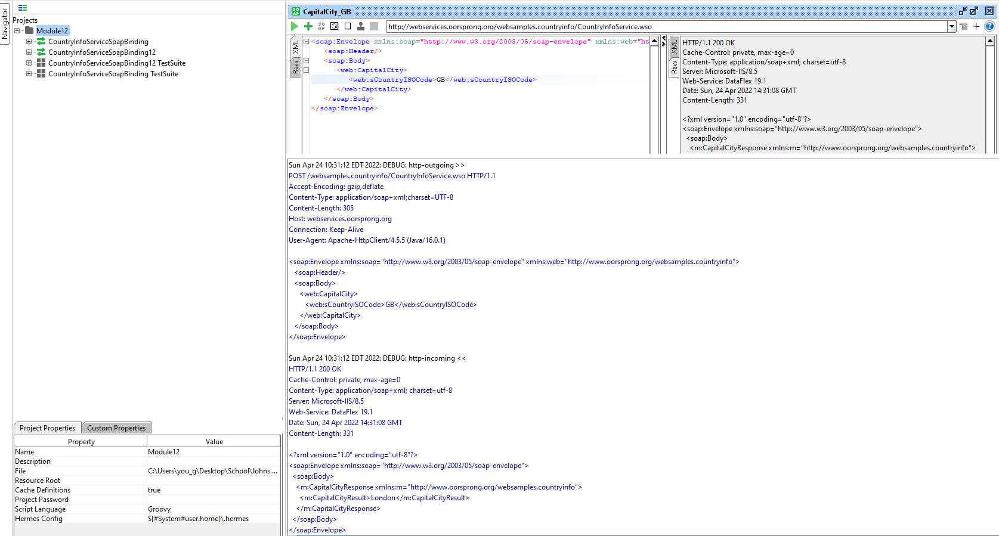 Navigator
Projects
Module12
CountryInfoServiceSoapBinding
CountryInfoServiceSoapBinding12
CountryInfoServiceSoapBinding12 TestSuite
CountryInfoServiceSoapBinding TestSuite
Project Properties
Custom Properties
Property Value
Name Module12
Description
File C:\Users\you_g\Desktop\School\Johns ...
Resource Root
Cache Definitions true
Project Password
Script Language Groovy
Hermes Config ${#System#user.home}\.hermes
SO
AP
CapitalCity_GB
http://webservices.oorsprong.org/websamples.countryinfo/CountryInfoService.wso
XML
Raw
<soap:Envelope xmlns:soap="http://www.w3.org/2003/05/soap-envelope" xmlns:web="ht
<soap:Header/>
<soap:Body>
<web:CapitalCity>
<web:sCountryISOCode>GB</web:sCountryISOCode>
</web:CapitalCity>
</soap:Body>
</soap:Envelope>
XML
Raw
HTTP/1.1 200 OK
Cache-Control: private, max-age=0
Content-Type: application/soap+xml; charset=utf-8
Server: Microsoft-IIS/8.5
Web-Service: DataFlex 19.1
Date: Sun, 24 Apr 2022 14:31:08 GMT
Content-Length: 331
<?xml version="1.0" encoding="utf-8"?>
<soap:Envelope xmlns:soap="http://www.w3.org/2003/05/soap-envelope">
<soap:Body>
<m:CapitalCityResponse xmlns:m="http://www.oorsprong.org/websamples.countryinfo">
Sun Apr 24 10:31:12 EDT 2022: DEBUG: http-outgoing >>
POST /websamples.countryinfo/CountryInfoService.wso HTTP/1.1
Accept-Encoding: gzip,deflate
Content-Type: application/soap+xml;charset=UTF-8
Content-Length: 305
Host: webservices.oorsprong.org
Connection: Keep-Alive
User-Agent: Apache-HttpClient/4.5.5 (Java/16.0.1)
<soap:Envelope xmlns:soap="http://www.w3.org/2003/05/soap-envelope" xmlns:web="http://www.oorsprong.org/websamples.countryinfo">
<soap:Header/>
<soap:Body>
<web:CapitalCity>
<web:sCountryISOCode>GB</web:sCountryISOCode>
</web:CapitalCity>
</soap:Body>
</soap:Envelope>
Sun Apr 24 10:31:12 EDT 2022: DEBUG: http-incoming <<
HTTP/1.1 200 OK
Cache-Control: private, max-age=0
Content-Type: application/soap+xml; charset=utf-8
Server: Microsoft-IIS/8.5
Web-Service: DataFlex 19.1
Date: Sun, 24 Apr 2022 14:31:08 GMT
Content-Length: 331
<?xml version="1.0" encoding="utf-8"?>
<soap:Envelope xmlns:soap="http://www.w3.org/2003/05/soap-envelope">
<soap:Body>
<m:CapitalCityResponse xmlns:m="http://www.oorsprong.org/websamples.countryinfo">
<m:CapitalCityResult>London</m:CapitalCityResult>
</m:CapitalCityResponse>
</soap:Body>
</soap:Envelope>